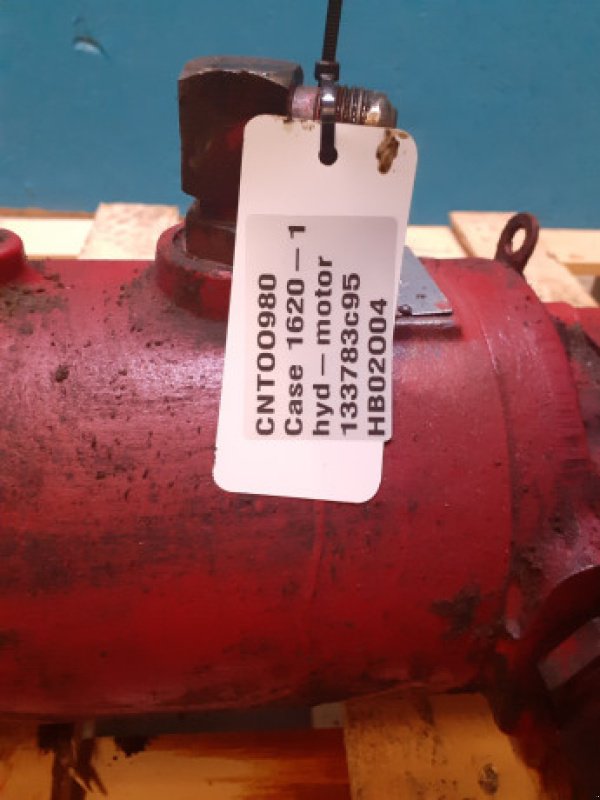 CNT00980
Case 1620 – 1
hyd – motor
133783c95
HB02004